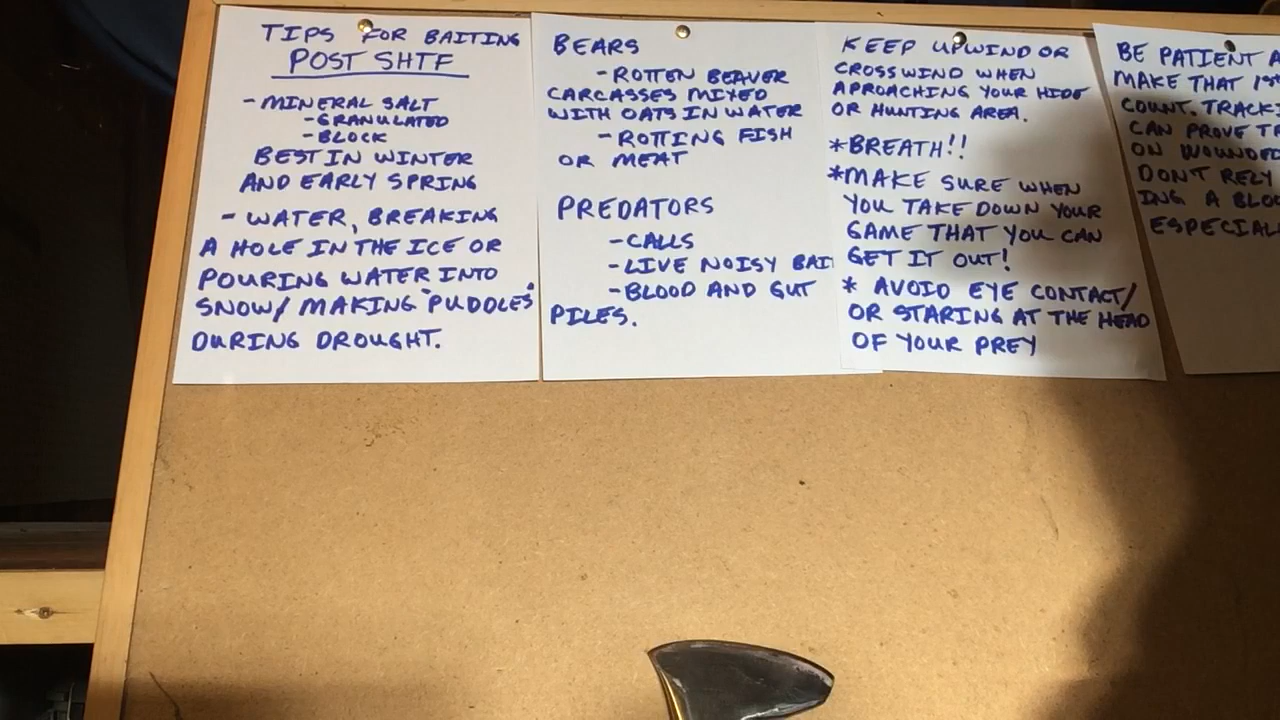 TIPS FOR BAITING
POST SHTF
- MINERAL SALT
- GRANULATED
- BLOCK
BEST IN WINTER
AND EARLY SPRING
- WATER, BREAKING
A HOLE IN THE ICE OR
POURING WATER INTO
SNOW/ MAKING "PUDDLES"
DURING DROUGHT.
BEARS
- ROTTEN BEAVER
CARCASSES MIXED
WITH OATS IN WATER
- ROTTING FISH
OR MEAT
PREDATORS
- CALLS
- LIVE NOISY BAIT
- BLOOD AND GUT
PILES.
KEEP UPWIND OR
CROSSWIND WHEN
APROACHING YOUR HIDE
OR HUNTING AREA.
*BREATH!!
*MAKE SURE WHEN
YOU TAKE DOWN YOUR
GAME THAT YOU CAN
GET IT OUT!
* AVOID EYE CONTACT/
OR STARING AT THE HEAD
OF YOUR PREY
BE PATIENT A
MAKE THAT 1ST
COUNT. TRACK
CAN PROVE TO
ON WOUNDED
DONT RELY
ING A BLO
ESPECIAL